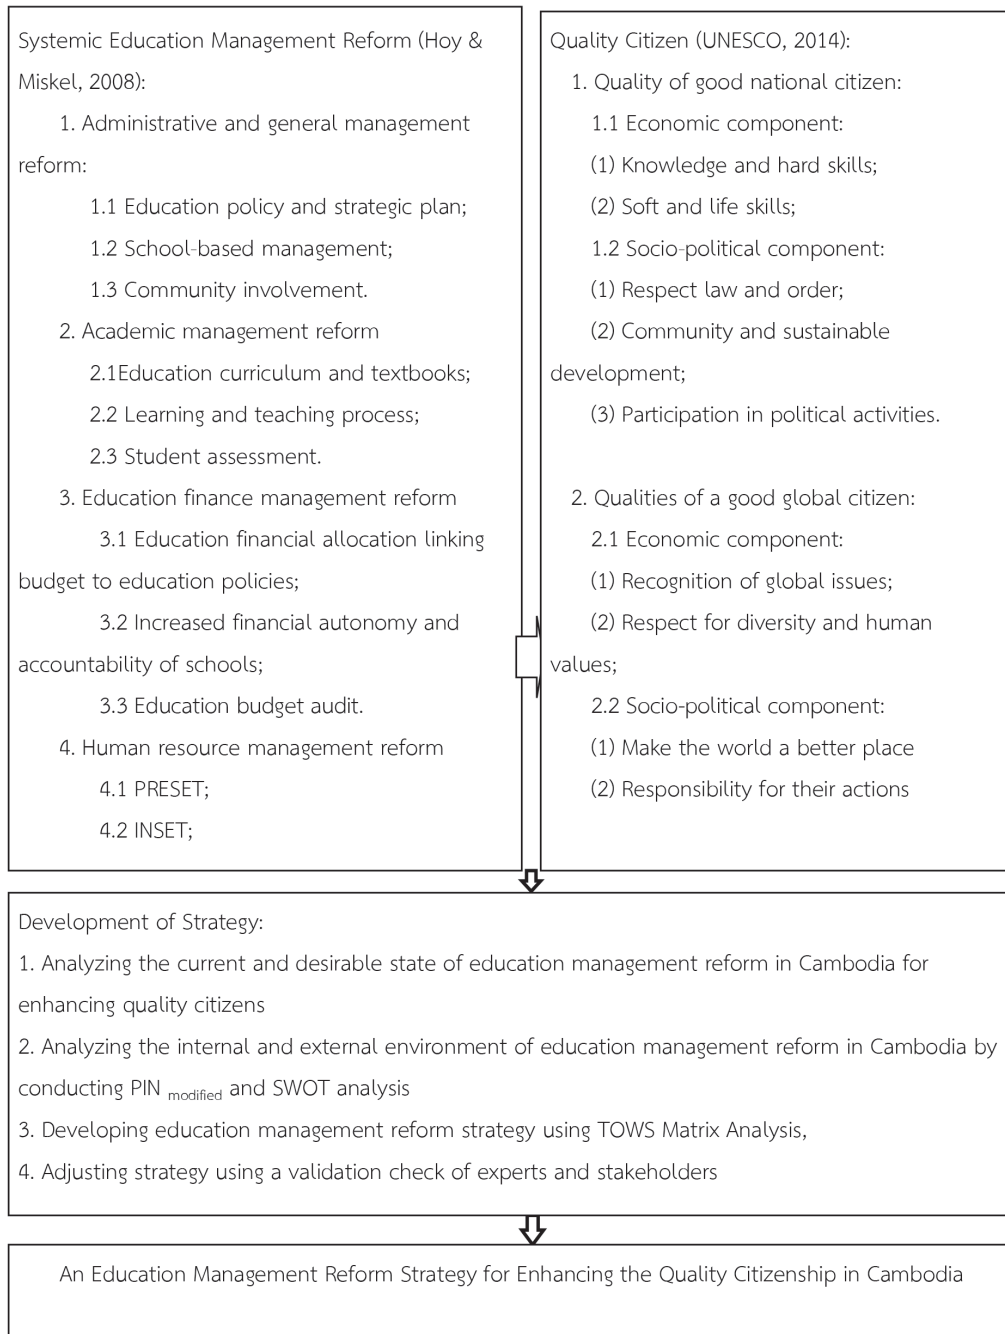 Systemic Education Management Reform (Hoy &
Miskel, 2008):
1. Administrative and general management
reform:
1.1 Education policy and strategic plan;
1.2 School-based management;
1.3 Community involvement.
2. Academic management reform
2.1Education curriculum and textbooks;
2.2 Learning and teaching process;
2.3 Student assessment.
3. Education finance management reform
3.1 Education financial allocation linking
budget to education policies;
3.2 Increased financial autonomy and
accountability of schools;
3.3 Education budget audit.
4. Human resource management reform
4.1 PRESET;
4.2 INSET;
Quality Citizen (UNESCO, 2014):
1. Quality of good national citizen:
1.1 Economic component:
(1) Knowledge and hard skills;
(2) Soft and life skills;
1.2 Socio-political component:
(1) Respect law and order;
(2) Community and sustainable
development;
(3) Participation in political activities.
2. Qualities of a good global citizen:
2.1 Economic component:
(1) Recognition of global issues;
(2) Respect for diversity and human
values;
2.2 Socio-political component:
(1) Make the world a better place
(2) Responsibility for their actions
Development of Strategy:
1. Analyzing the current and desirable state of education management reform in Cambodia for
enhancing quality citizens
2. Analyzing the internal and external environment of education management reform in Cambodia by
conducting PIN modified and SWOT analysis
3. Developing education management reform strategy using TOWS Matrix Analysis,
4. Adjusting strategy using a validation check of experts and stakeholders
An Education Management Reform Strategy for Enhancing the Quality Citizenship in Cambodia